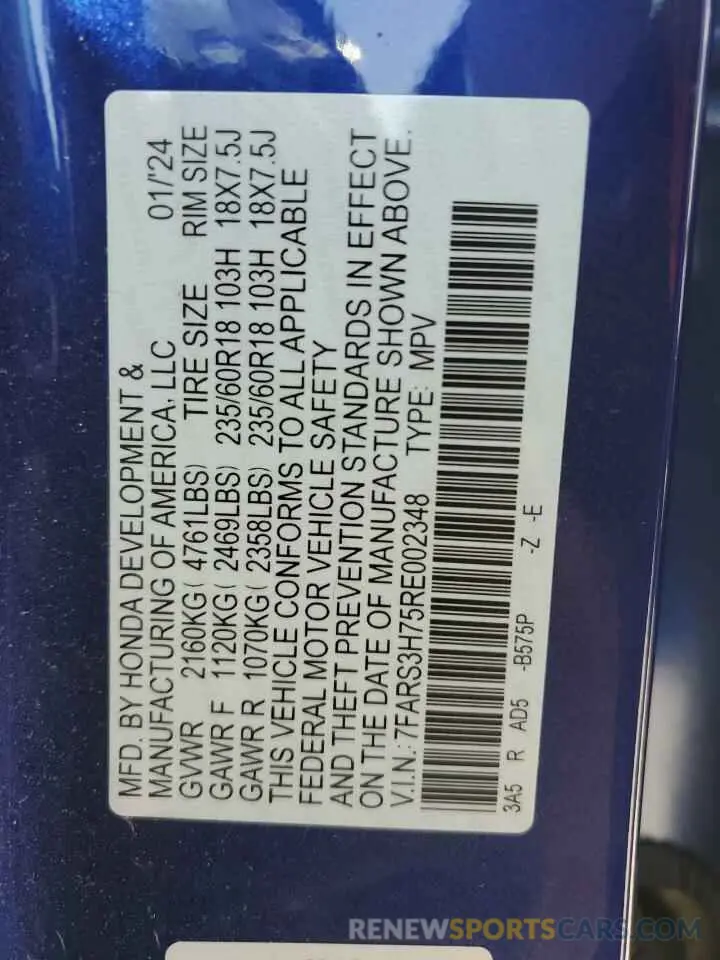 MFD. BY HONDA DEVELOPMENT &
MANUFACTURING OF AMERICA, LLC 01/'24
GVWR 2160KG( 4761LBS) TIRE SIZE RIM SIZE
GAWR F 1120KG( 2469LBS) 235/60R18 103H 18X7.5J
GAWR R 1070KG( 2358LBS) 235/60R18 103H 18X7.5J
THIS VEHICLE CONFORMS TO ALL APPLICABLE
FEDERAL MOTOR VEHICLE SAFETY
AND THEFT PREVENTION STANDARDS IN EFFECT
ON THE DATE OF MANUFACTURE SHOWN ABOVE.
V.I.N.: 7FARS3H75RE002348 TYPE: MPV
3A5 R AD5 -B575P -Z -E
RENEWSPORTSCARS.COM